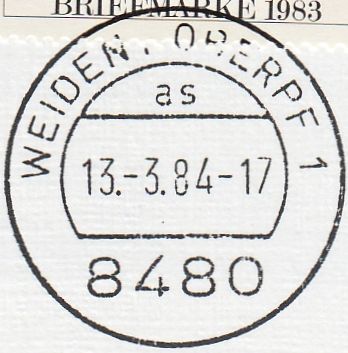 BRIEFMARKE 1983
WEIDEN, OBERPF 1
as
13.-3.84-17
8480